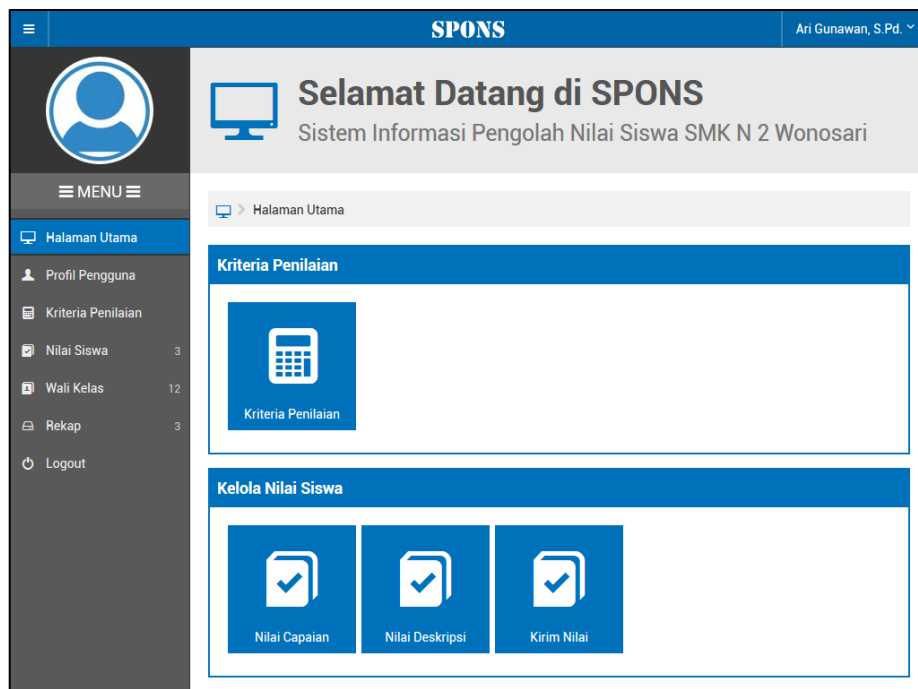 SPONS
Ari Gunawan, S.Pd.
Selamat Datang di SPONS
Sistem Informasi Pengolah Nilai Siswa SMK N 2 Wonosari
MENU
Halaman Utama
Profil Pengguna
Kriteria Penilaian
Nilai Siswa 3
Wali Kelas 12
Rekap 3
Logout
Halaman Utama
Kriteria Penilaian
Kriteria Penilaian
Kelola Nilai Siswa
Nilai Capaian
Nilai Deskripsi
Kirim Nilai